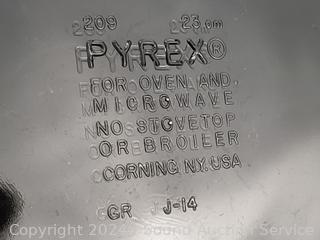 209 23 cm
PYREX®
FOR OVEN AND
MICROWAVE
NO STOVETOP
OR BROILER
CORNING N.Y. USA
GR J-14
Copyright 2024 Sound Auction Service